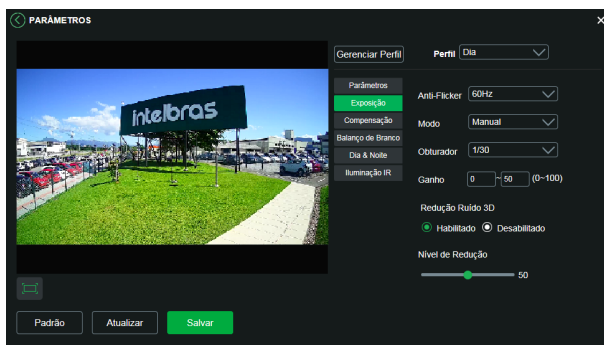 PARÂMETROS
x
Gerenciar Perfil
Perfil Dia
Parâmetros
Exposição
Compensação
Balanço de Branco
Dia & Noite
Iluminação IR
Anti-Flicker 60Hz
Modo Manual
Obturador 1/30
Ganho 0 ~ 50 (0~100)
Redução Ruído 3D
Habilitado Desabilitado
Nível de Redução
50
intelbras
Padrão Atualizar Salvar